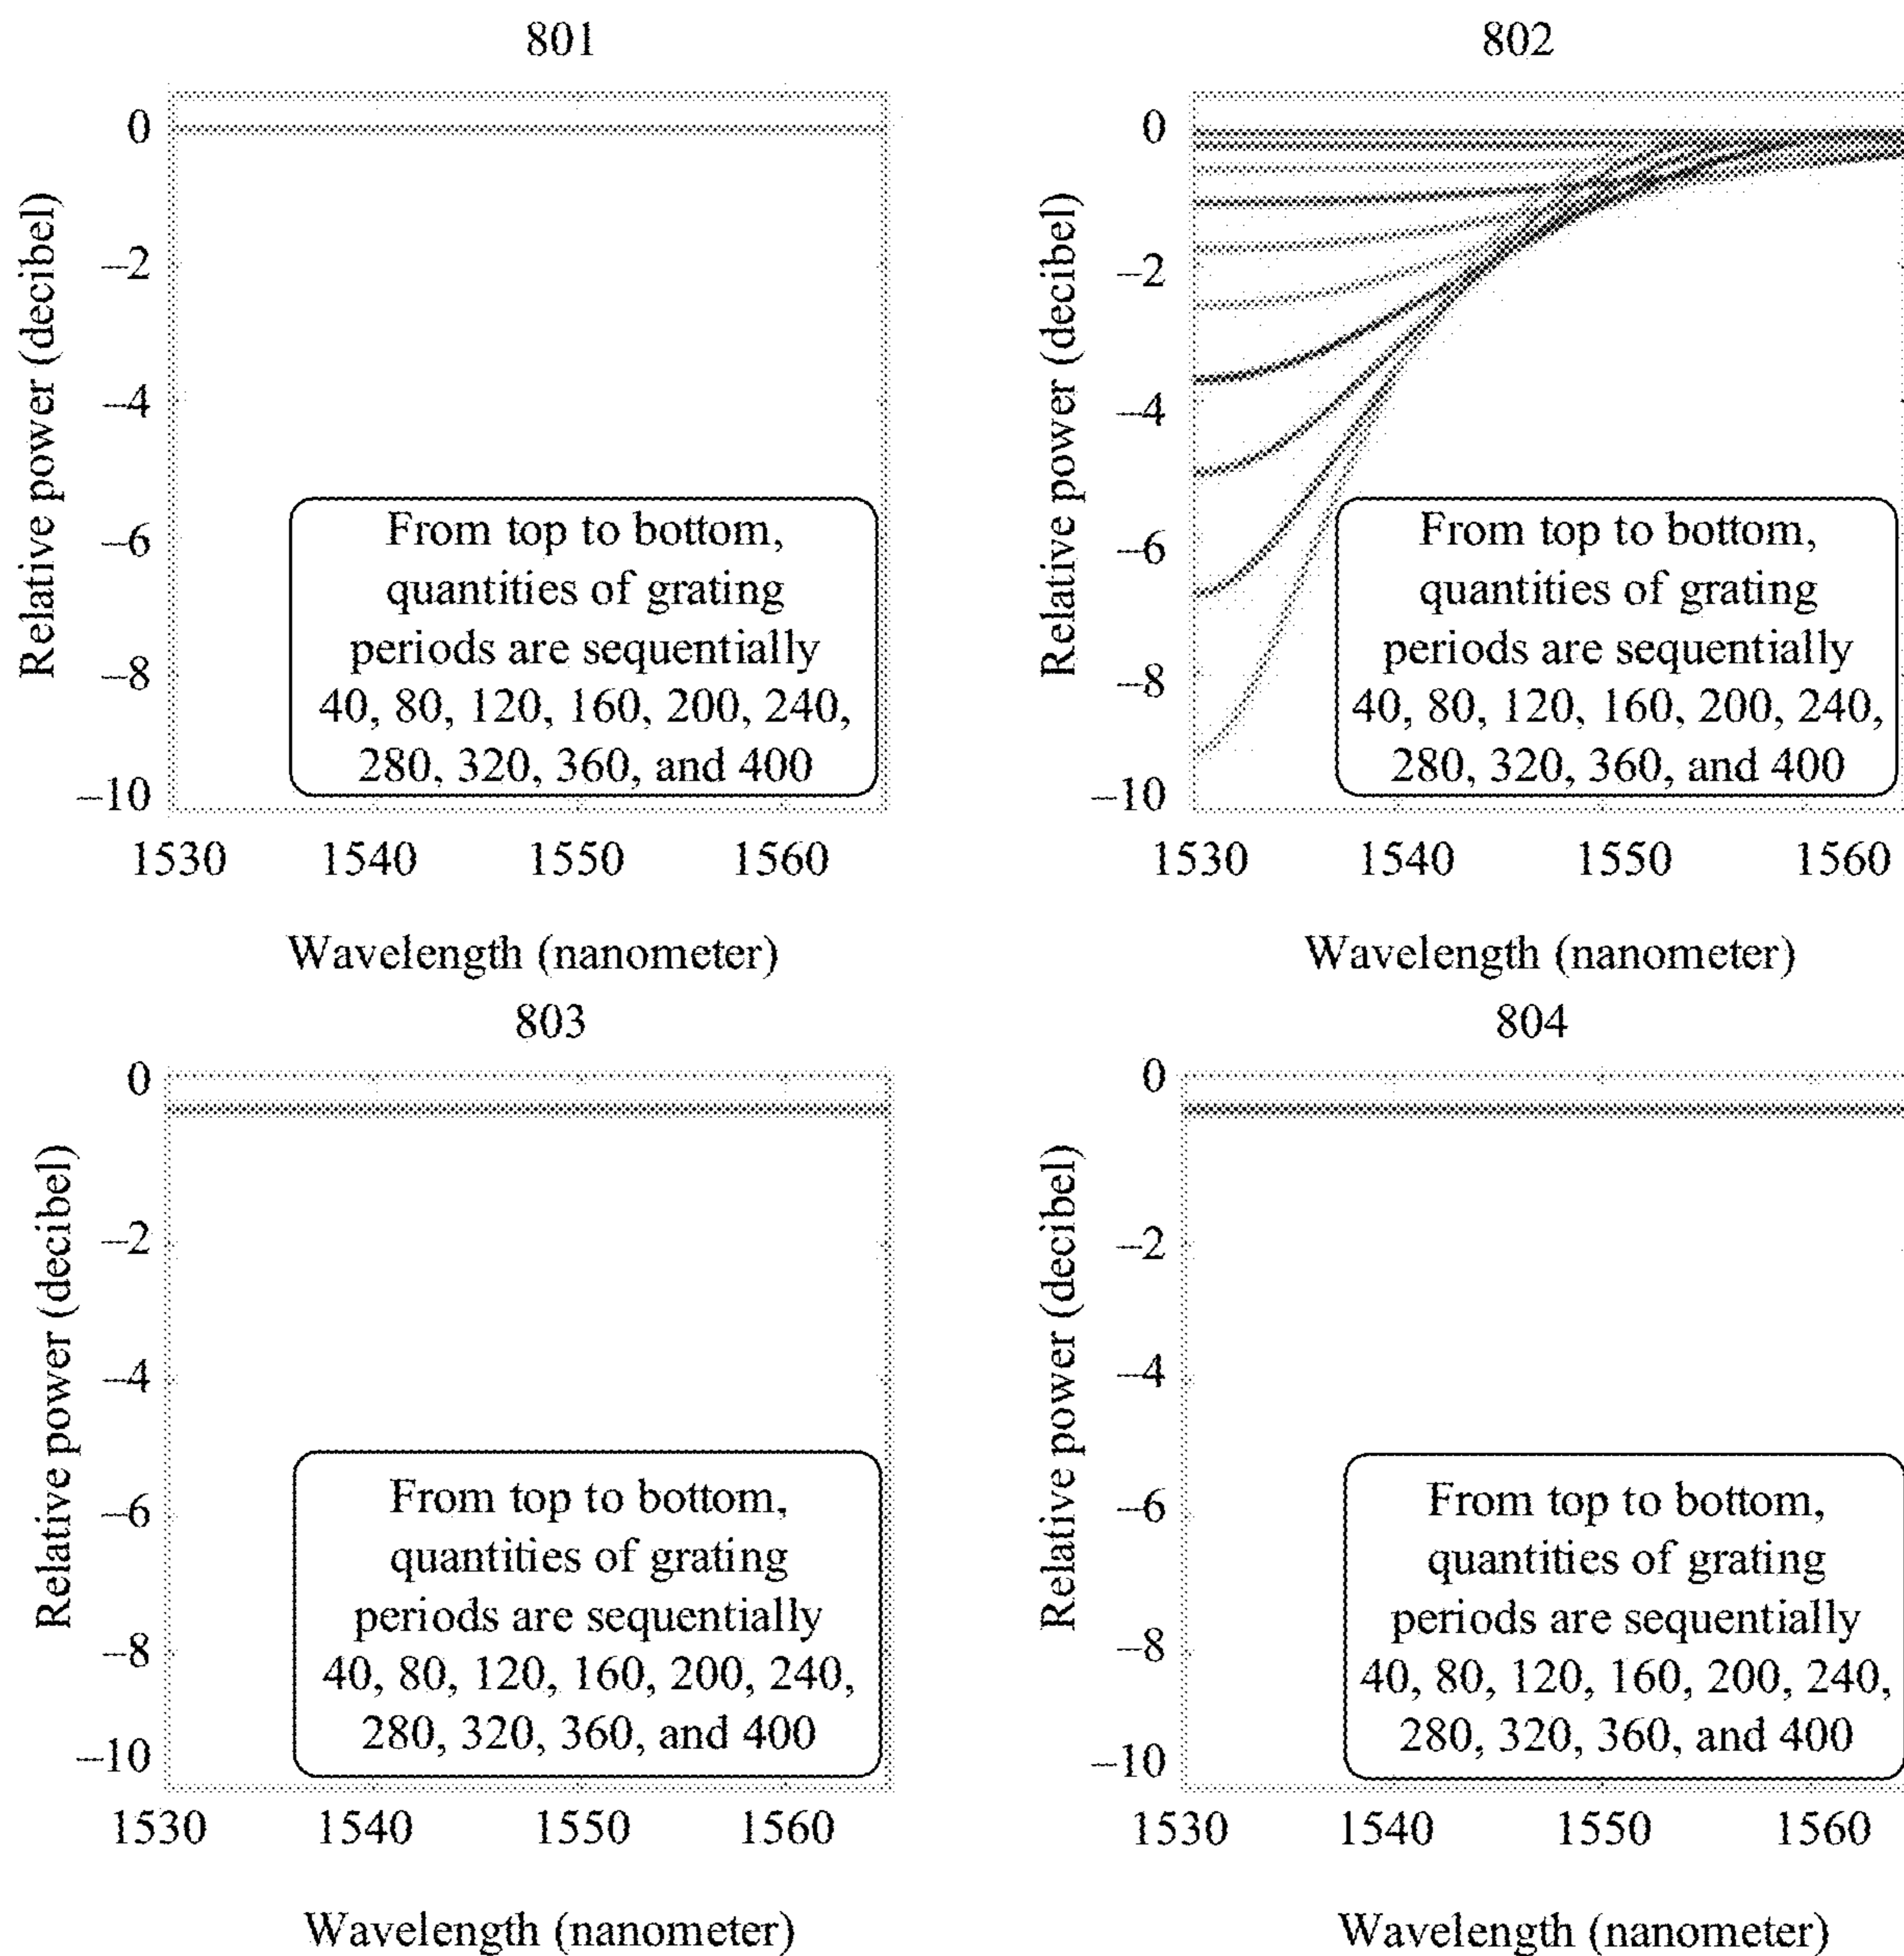 801
Relative power (decibel)
0
–2
–4
–6
–8
–10
From top to bottom,
quantities of grating
periods are sequentially
40, 80, 120, 160, 200, 240,
280, 320, 360, and 400
1530 1540 1550 1560
Wavelength (nanometer)
802
Relative power (decibel)
0
–2
–4
–6
–8
–10
From top to bottom,
quantities of grating
periods are sequentially
40, 80, 120, 160, 200, 240,
280, 320, 360, and 400
1530 1540 1550 1560
Wavelength (nanometer)
803
Relative power (decibel)
0
–2
–4
–6
–8
–10
From top to bottom,
quantities of grating
periods are sequentially
40, 80, 120, 160, 200, 240,
280, 320, 360, and 400
1530 1540 1550 1560
Wavelength (nanometer)
804
Relative power (decibel)
0
–2
–4
–6
–8
–10
From top to bottom,
quantities of grating
periods are sequentially
40, 80, 120, 160, 200, 240,
280, 320, 360, and 400
1530 1540 1550 1560
Wavelength (nanometer)